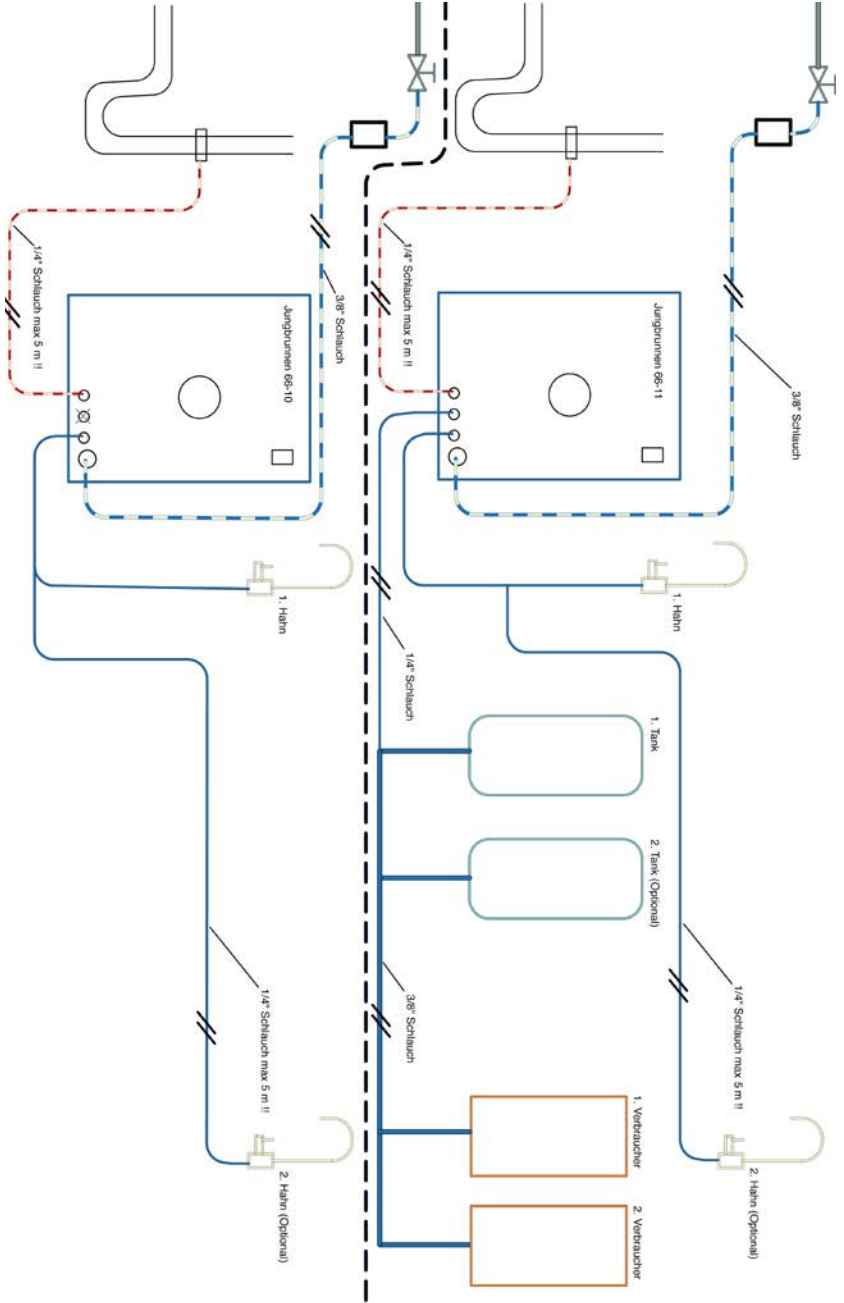 3/8" Schlauch
Jungbrunnen 66-11
1/4" Schlauch max 5 m !!
1. Hahn
1/4" Schlauch
1. Tank
2. Tank (Optional)
3/8" Schlauch
1/4" Schlauch max 5 m !!
1. Verbraucher
2. Verbraucher
2. Hahn (Optional)
3/8" Schlauch
Jungbrunnen 66-10
1/4" Schlauch max 5 m !!
1. Hahn
1/4" Schlauch max 5 m !!
2. Hahn (Optional)